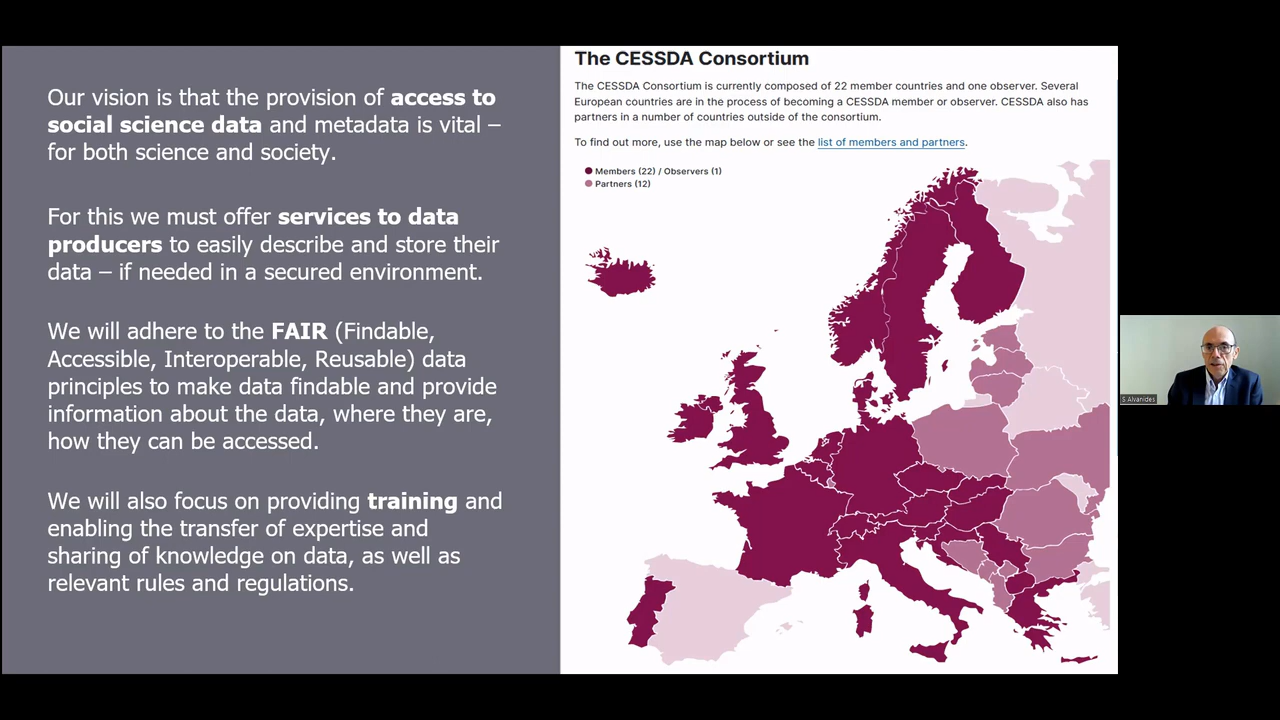 Our vision is that the provision of access to
social science data and metadata is vital –
for both science and society.
For this we must offer services to data
producers to easily describe and store their
data – if needed in a secured environment.
We will adhere to the FAIR (Findable,
Accessible, Interoperable, Reusable) data
principles to make data findable and provide
information about the data, where they are,
how they can be accessed.
We will also focus on providing training and
enabling the transfer of expertise and
sharing of knowledge on data, as well as
relevant rules and regulations.
The CESSDA Consortium
The CESSDA Consortium is currently composed of 22 member countries and one observer. Several
European countries are in the process of becoming a CESSDA member or observer. CESSDA also has
partners in a number of countries outside of the consortium.
To find out more, use the map below or see the list of members and partners.
Members (22) / Observers (1)
Partners (12)
S Alvanides